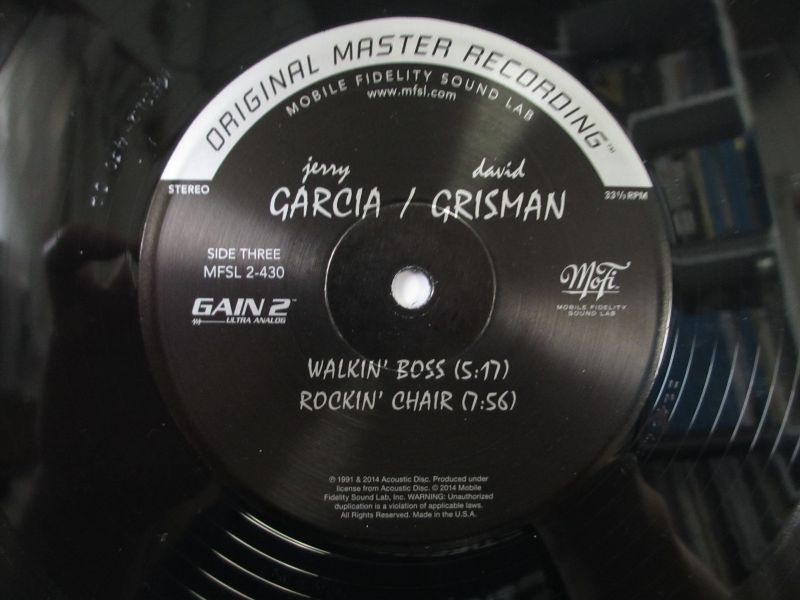 ORIGINAL MASTER RECORDING™
MOBILE FIDELITY SOUND LAB
www.mfsl.com
jerry david
GARCIA / GRISMAN
STEREO
33⅓ RPM
SIDE THREE
MFSL 2-430
GAIN 2™
ULTRA ANALOG
MoFi
MOBILE FIDELITY
SOUND LAB
WALKIN' BOSS (5:17)
ROCKIN' CHAIR (7:56)
℗ 1991 & 2014 Acoustic Disc. Produced under
license from Acoustic Disc. © 2014 Mobile
Fidelity Sound Lab, Inc. WARNING: Unauthorized
duplication is a violation of applicable laws.
All Rights Reserved. Made in the U.S.A.